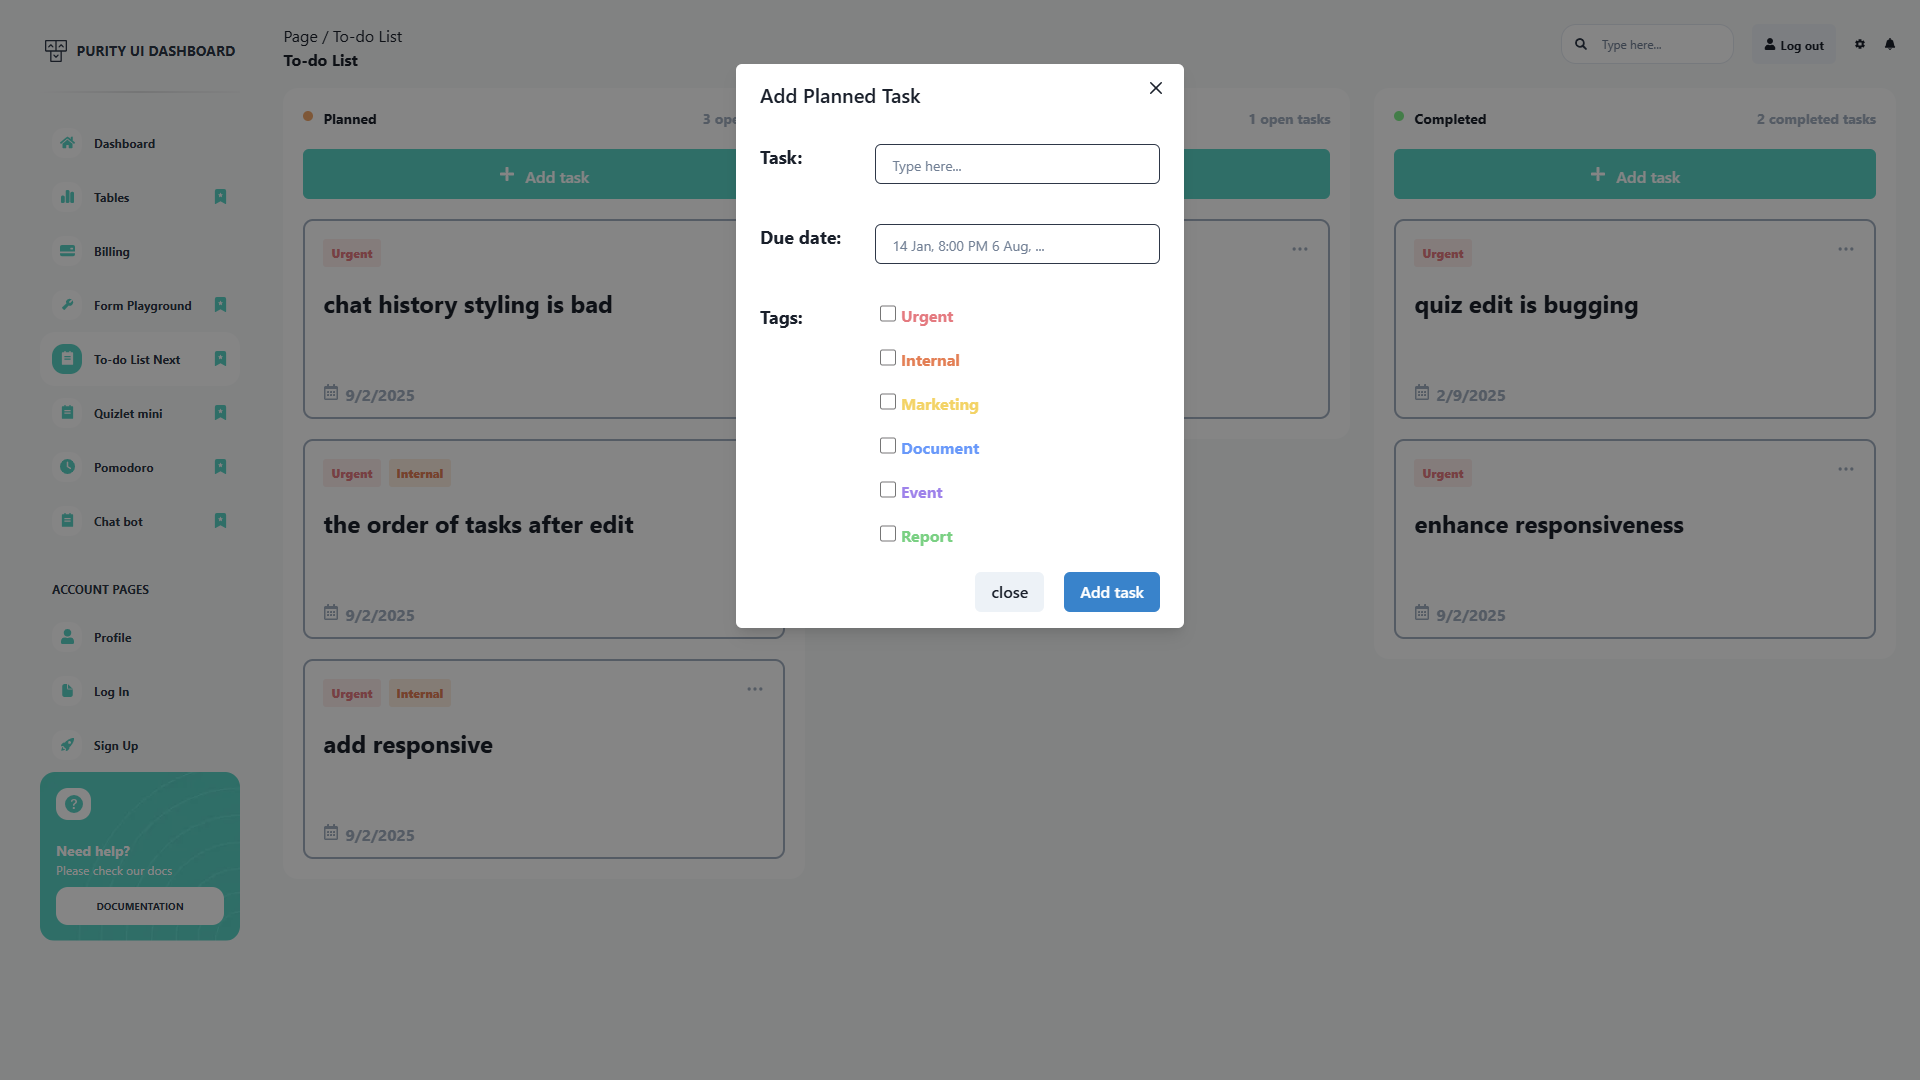 PURITY UI DASHBOARD
Dashboard
Tables
Billing
Form Playground
To-do List Next
Quizlet mini
Pomodoro
Chat bot
ACCOUNT PAGES
Profile
Log In
Sign Up
?
Need help?
Please check our docs
DOCUMENTATION
Page / To-do List
To-do List
Type here...
Log out
Planned
3
Add task
Urgent
chat history styling is bad
9/2/2025
Urgent Internal
the order of tasks after edit
9/2/2025
Urgent Internal
add responsive
9/2/2025
1 open tasks
Completed
2 completed tasks
Add task
Urgent
quiz edit is bugging
2/9/2025
Urgent
enhance responsiveness
9/2/2025
Add Planned Task
Task:
Type here...
Due date:
14 Jan, 8:00 PM 6 Aug, ...
Tags:
Urgent
Internal
Marketing
Document
Event
Report
close
Add task